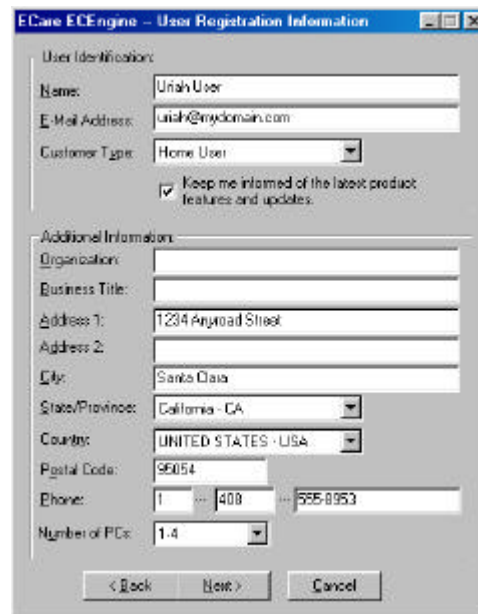 ECare ECEngine -- User Registration Information
User Identification:
Name: Uriah User
E-Mail Address: uriah@mydomain.com
Customer Type: Home User
Keep me informed of the latest product
features and updates.
Additional Information:
Organization:
Business Title:
Address 1: 1234 Anyroad Street
Address 2:
City: Santa Clara
State/Province: California - CA
Country: UNITED STATES - USA
Postal Code: 95054
Phone: 1 --- 408 --- 555-8953
Number of PCs: 1-4
< Back Next > Cancel